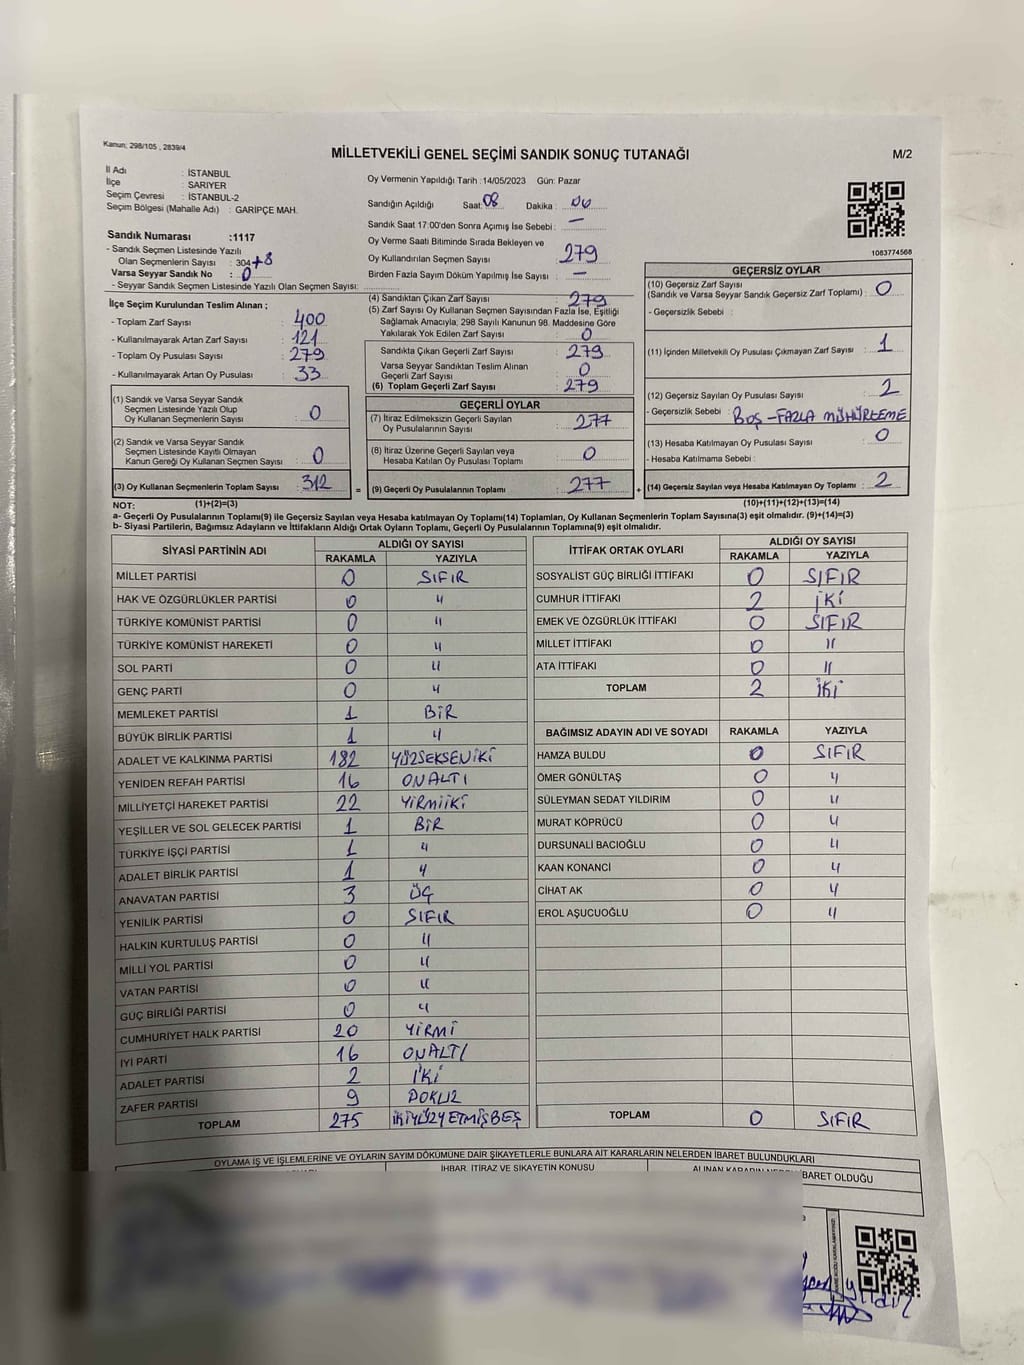 Kanun; 298/105 , 2839/4
MİLLETVEKİLİ GENEL SEÇİMİ SANDIK SONUÇ TUTANAĞI
M/2
İl Adı : İSTANBUL
İlçe : SARIYER
Seçim Çevresi : İSTANBUL-2
Seçim Bölgesi (Mahalle Adı) : GARİPÇE MAH.
Sandık Numarası :1117
- Sandık Seçmen Listesinde Yazılı
Olan Seçmenlerin Sayısı : 304+8
Varsa Seyyar Sandık No : 0
- Seyyar Sandık Seçmen Listesinde Yazılı Olan Seçmen Sayısı:
Oy Vermenin Yapıldığı Tarih :14/05/2023 Gün: Pazar
Sandığın Açıldığı Saat:08 Dakika : 00
Sandık Saat 17:00'den Sonra Açımış İse Sebebi : —
Oy Verme Saati Bitiminde Sırada Bekleyen ve
Oy Kullandırılan Seçmen Sayısı : 279
Birden Fazla Sayım Döküm Yapılmış İse Sayısı : —
1083774568
İlçe Seçim Kurulundan Teslim Alınan ;
- Toplam Zarf Sayısı : 400
- Kullanılmayarak Artan Zarf Sayısı : 121
- Toplam Oy Pusulası Sayısı : 279
- Kullanılmayarak Artan Oy Pusulası : 33
(1) Sandık ve Varsa Seyyar Sandık
Seçmen Listesinde Yazılı Olup
Oy Kullanan Seçmenlerin Sayısı : 0
(2) Sandık ve Varsa Seyyar Sandık
Seçmen Listesinde Kayıtlı Olmayan
Kanun Gereği Oy Kullanan Seçmen Sayısı : 0
(3) Oy Kullanan Seçmenlerin Toplam Sayısı : 312
(4) Sandıktan Çıkan Zarf Sayısı : 279
(5) Zarf Sayısı Oy Kullanan Seçmen Sayısından Fazla İse, Eşitliği
Sağlamak Amacıyla; 298 Sayılı Kanunun 98. Maddesine Göre
Yakılarak Yok Edilen Zarf Sayısı : 0
Sandıkta Çıkan Geçerli Zarf Sayısı : 279
Varsa Seyyar Sandıktan Teslim Alınan
Geçerli Zarf Sayısı : 0
(6) Toplam Geçerli Zarf Sayısı : 279
GEÇERLİ OYLAR
(7) İtiraz Edilmeksizin Geçerli Sayılan
Oy Pusulalarının Sayısı : 277
(8) İtiraz Üzerine Geçerli Sayılan veya
Hesaba Katılan Oy Pusulası Toplamı : 0
= (9) Geçerli Oy Pusulalarının Toplamı : 277 +
GEÇERSİZ OYLAR
(10) Geçersiz Zarf Sayısı
(Sandık ve Varsa Seyyar Sandık Geçersiz Zarf Toplamı) : 0
- Geçersizlik Sebebi :
(11) İçinden Milletvekili Oy Pusulası Çıkmayan Zarf Sayısı : 1
(12) Geçersiz Sayılan Oy Pusulası Sayısı : 2
- Geçersizlik Sebebi : BOŞ - FAZLA MÜHÜRLEME
(13) Hesaba Katılmayan Oy Pusulası Sayısı : 0
- Hesaba Katılmama Sebebi :
(14) Geçersiz Sayılan veya Hesaba Katılmayan Oy Toplamı : 2
NOT: (1)+(2)=(3) (10)+(11)+(12)+(13)=(14)
a- Geçerli Oy Pusulalarının Toplamı(9) ile Geçersiz Sayılan veya Hesaba katılmayan Oy Toplamı(14) Toplamları, Oy Kullanan Seçmenlerin Toplam Sayısına(3) eşit olmalıdır. (9)+(14)=(3)
b- Siyasi Partilerin, Bağımsız Adayların ve İttifakların Aldığı Oyların Toplamı, Geçerli Oy Pusulalarının Toplamına(9) eşit olmalıdır.
SİYASİ PARTİNİN ADI ALDIĞI OY SAYISI
RAKAMLA YAZIYLA
MİLLET PARTİSİ 0 SIFIR
HAK VE ÖZGÜRLÜKLER PARTİSİ 0 "
TÜRKİYE KOMÜNİST PARTİSİ 0 "
TÜRKİYE KOMÜNİST HAREKETİ 0 "
SOL PARTİ 0 "
GENÇ PARTİ 0 "
MEMLEKET PARTİSİ 1 BİR
BÜYÜK BİRLİK PARTİSİ 1 "
ADALET VE KALKINMA PARTİSİ 182 YÜZSEKSENİKİ
YENİDEN REFAH PARTİSİ 16 ONALTI
MİLLİYETÇİ HAREKET PARTİSİ 22 YİRMİİKİ
YEŞİLLER VE SOL GELECEK PARTİSİ 1 BİR
TÜRKİYE İŞÇİ PARTİSİ 1 "
ADALET BİRLİK PARTİSİ 1 "
ANAVATAN PARTİSİ 3 ÜÇ
YENİLİK PARTİSİ 0 SIFIR
HALKIN KURTULUŞ PARTİSİ 0 "
MİLLİ YOL PARTİSİ 0 "
VATAN PARTİSİ 0 "
GÜÇ BİRLİĞİ PARTİSİ 0 "
CUMHURİYET HALK PARTİSİ 20 YİRMİ
İYİ PARTİ 16 ONALTI
ADALET PARTİSİ 2 İKİ
ZAFER PARTİSİ 9 DOKUZ
TOPLAM 275 İKİYÜZYETMİŞBEŞ
İTTİFAK ORTAK OYLARI ALDIĞI OY SAYISI
RAKAMLA YAZIYLA
SOSYALİST GÜÇ BİRLİĞİ İTTİFAKI 0 SIFIR
CUMHUR İTTİFAKI 2 İKİ
EMEK VE ÖZGÜRLÜK İTTİFAKI 0 SIFIR
MİLLET İTTİFAKI 0 "
ATA İTTİFAKI 0 "
TOPLAM 2 İKİ
BAĞIMSIZ ADAYIN ADI VE SOYADI RAKAMLA YAZIYLA
HAMZA BULDU 0 SIFIR
ÖMER GÖNÜLTAŞ 0 "
SÜLEYMAN SEDAT YILDIRIM 0 "
MURAT KÖPRÜCÜ 0 "
DURSUNALİ BACIOĞLU 0 "
KAAN KONANCİ 0 "
CİHAT AK 0 "
EROL AŞUCUOĞLU 0 "
TOPLAM 0 SIFIR
OYLAMA İŞ VE İŞLEMLERİNE VE OYLARIN SAYIM DÖKÜMÜNE DAİR ŞİKAYETLERLE BUNLARA AİT KARARLARIN NELERDEN İBARET BULUNDUKLARI
İHBAR, İTİRAZ VE ŞİKAYETİN KONUSU
ALINAN KARARIN NEDEN İBARET OLDUĞU